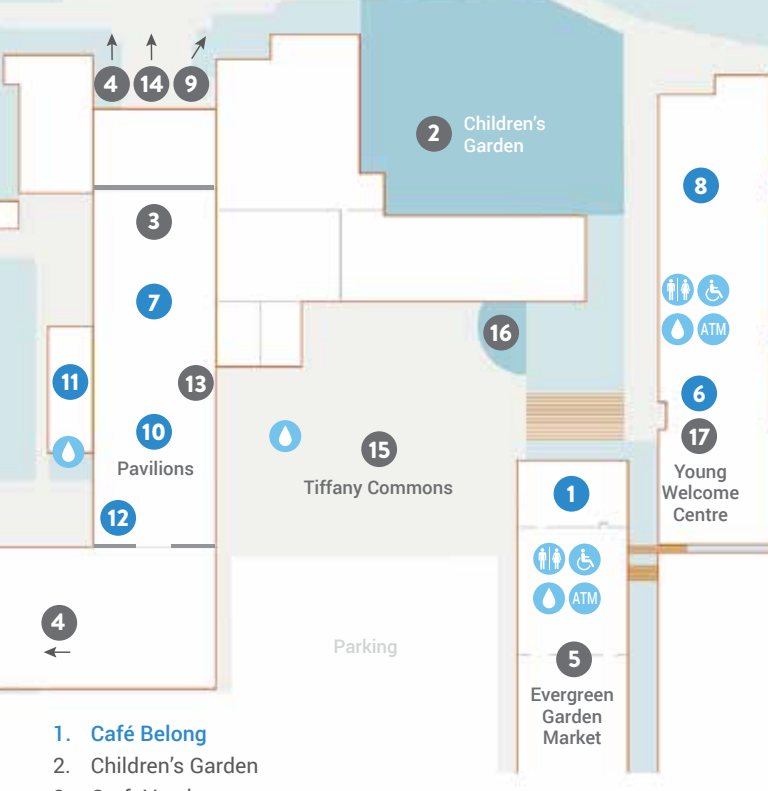 4 14 9
2 Children's
Garden
8
3
7
ATM
16
11
13
6
10
17
15
Pavilions
Tiffany Commons
Young
Welcome
Centre
1
12
ATM
4
Parking
5
Evergreen
Garden
Market
1. Café Belong
2. Children's Garden